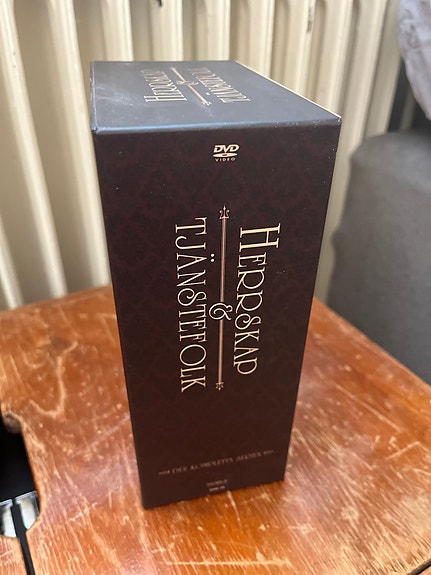 HERRSKAP
&
TJÄNSTEFOLK
DVD
VIDEO
HERRSKAP
&
TJÄNSTEFOLK
DEN KOMPLETTA SERIEN